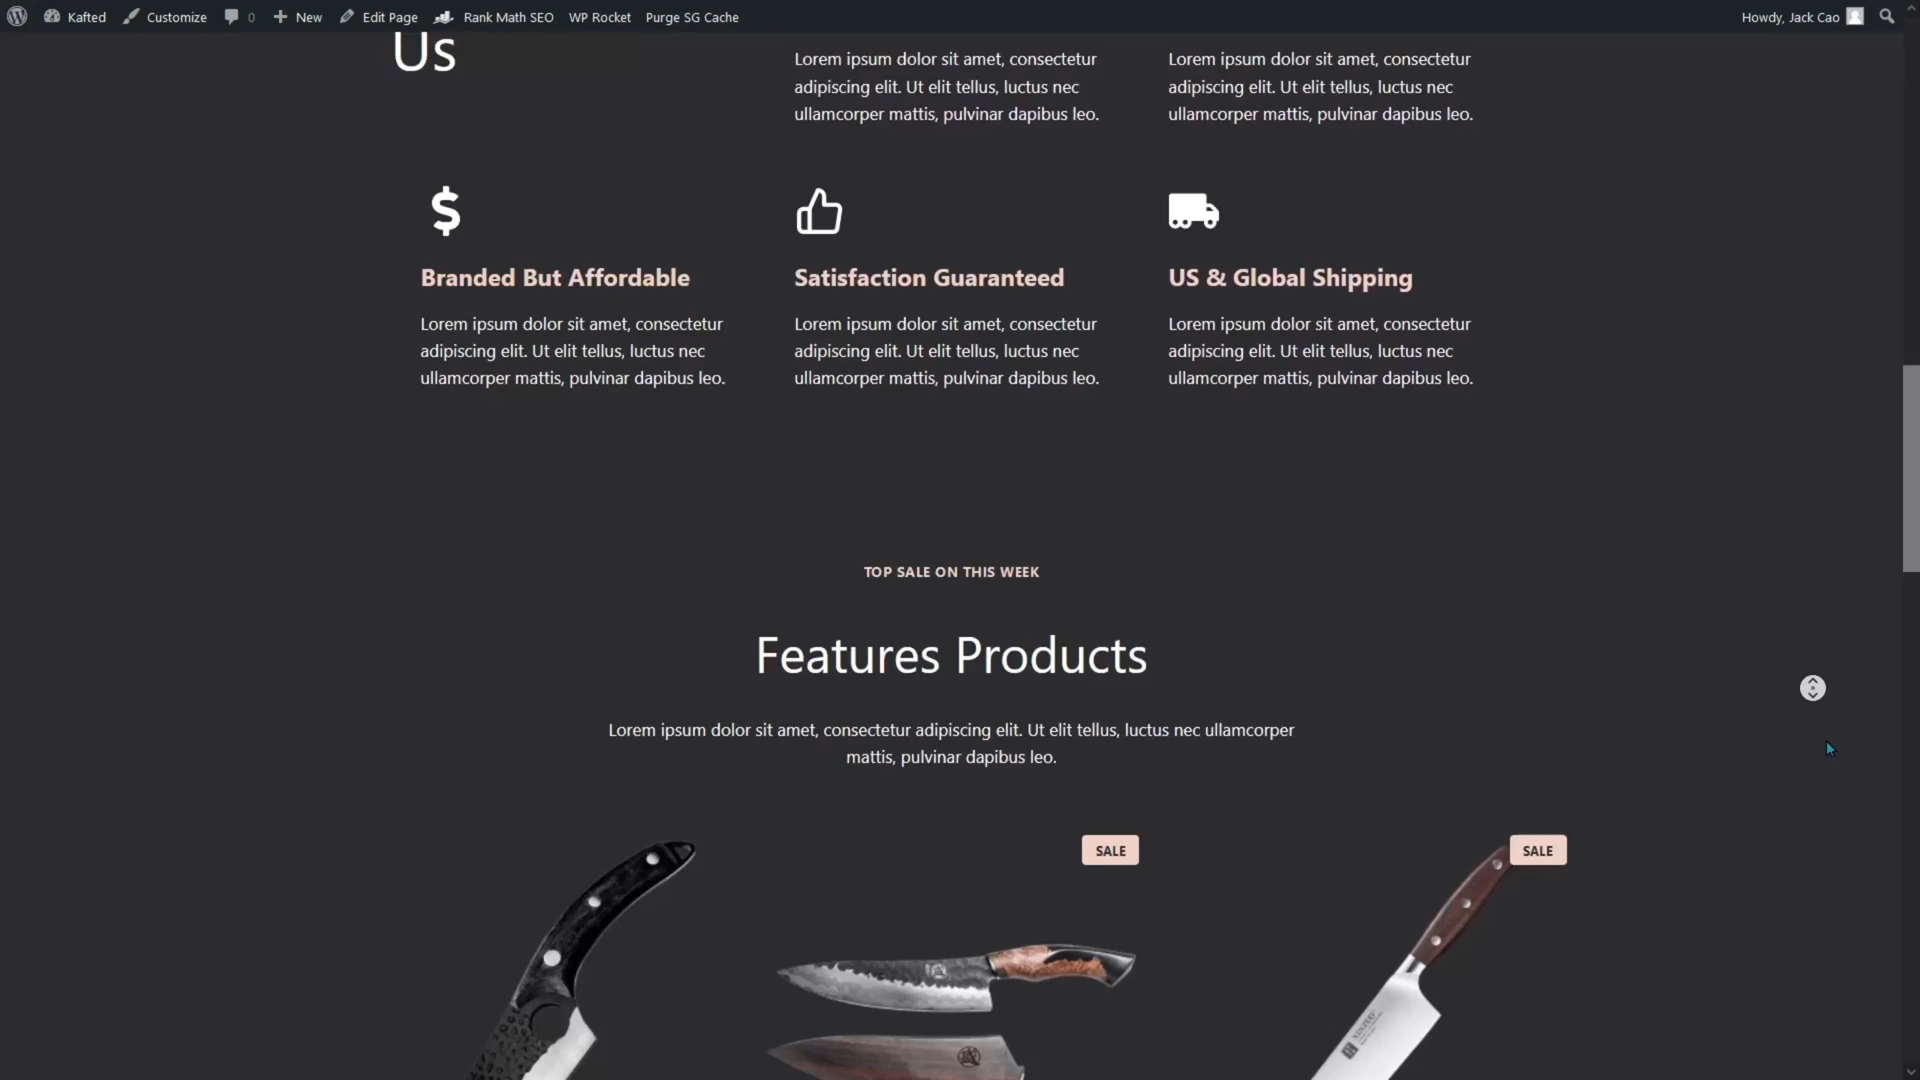 Kafted Customize 0 New Edit Page Rank Math SEO WP Rocket Purge SG Cache Howdy, Jack Cao
Us
Lorem ipsum dolor sit amet, consectetur
adipiscing elit. Ut elit tellus, luctus nec
ullamcorper mattis, pulvinar dapibus leo.
Lorem ipsum dolor sit amet, consectetur
adipiscing elit. Ut elit tellus, luctus nec
ullamcorper mattis, pulvinar dapibus leo.
Branded But Affordable
Lorem ipsum dolor sit amet, consectetur
adipiscing elit. Ut elit tellus, luctus nec
ullamcorper mattis, pulvinar dapibus leo.
Satisfaction Guaranteed
Lorem ipsum dolor sit amet, consectetur
adipiscing elit. Ut elit tellus, luctus nec
ullamcorper mattis, pulvinar dapibus leo.
US & Global Shipping
Lorem ipsum dolor sit amet, consectetur
adipiscing elit. Ut elit tellus, luctus nec
ullamcorper mattis, pulvinar dapibus leo.
TOP SALE ON THIS WEEK
Features Products
Lorem ipsum dolor sit amet, consectetur adipiscing elit. Ut elit tellus, luctus nec ullamcorper
mattis, pulvinar dapibus leo.
SALE
SALE